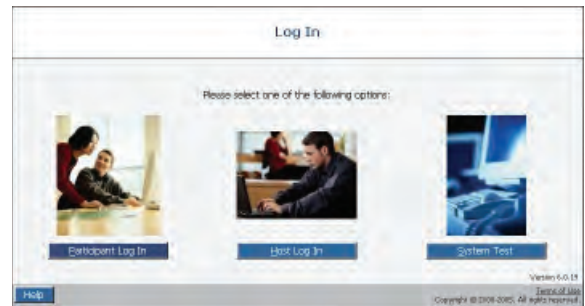 Log In
Please select one of the following options:
Participant Log In
Host Log In
System Test
Version 6.0.19
Help
Terms of Use
Copyright © 2000-2005. All rights reserved.